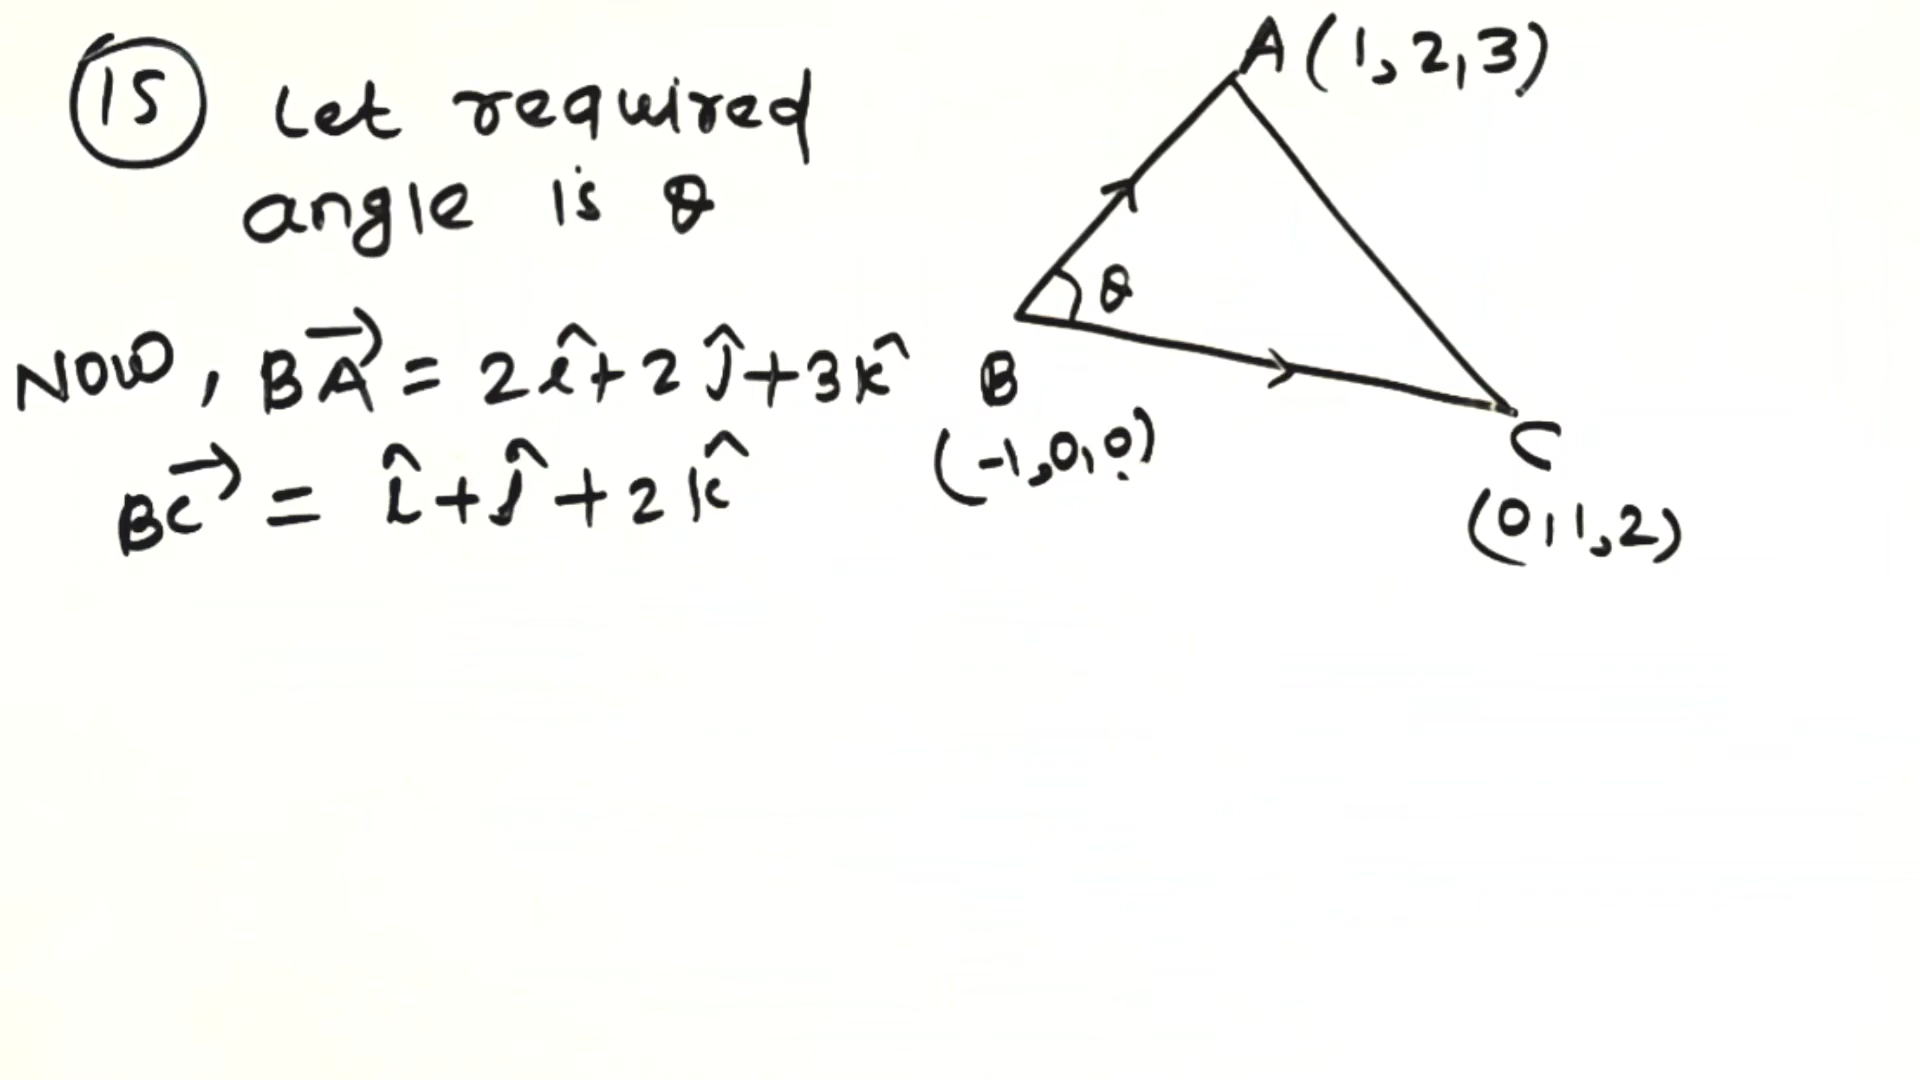 15 Let required
angle is θ
Now, BA⃗ = 2î + 2ĵ + 3k̂
BC⃗ = î + ĵ + 2k̂
A (1, 2, 3)
θ
B
(-1, 0, 0)
C
(0, 1, 2)